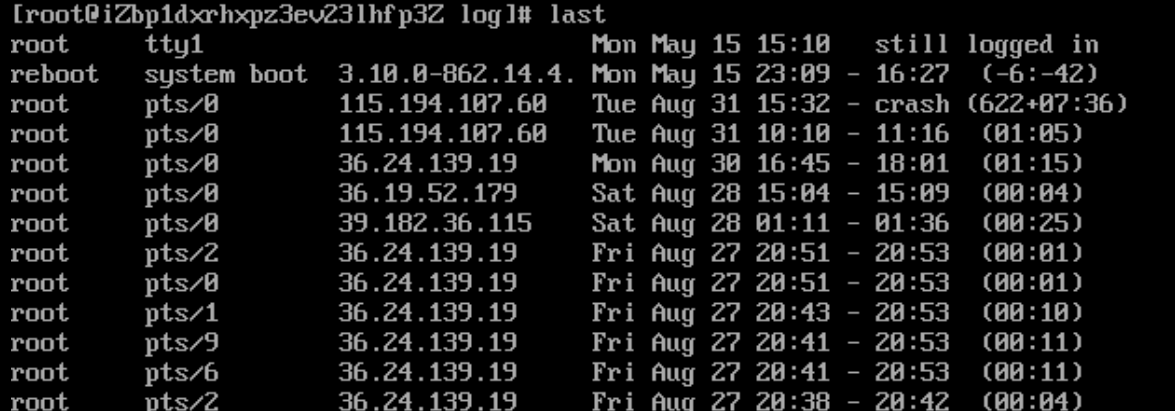 [root@iZbp1dxrhxpz3ev23lhfp3Z log]# last
root     tty1                          Mon May 15 15:10   still logged in
reboot   system boot  3.10.0-862.14.4. Mon May 15 23:09 - 16:27  (-6:-42)
root     pts/0        115.194.107.60   Tue Aug 31 15:32 - crash (622+07:36)
root     pts/0        115.194.107.60   Tue Aug 31 10:10 - 11:16  (01:05)
root     pts/0        36.24.139.19     Mon Aug 30 16:45 - 18:01  (01:15)
root     pts/0        36.19.52.179     Sat Aug 28 15:04 - 15:09  (00:04)
root     pts/0        39.182.36.115    Sat Aug 28 01:11 - 01:36  (00:25)
root     pts/2        36.24.139.19     Fri Aug 27 20:51 - 20:53  (00:01)
root     pts/0        36.24.139.19     Fri Aug 27 20:51 - 20:53  (00:01)
root     pts/1        36.24.139.19     Fri Aug 27 20:43 - 20:53  (00:10)
root     pts/9        36.24.139.19     Fri Aug 27 20:41 - 20:53  (00:11)
root     pts/6        36.24.139.19     Fri Aug 27 20:41 - 20:53  (00:11)
root     pts/2        36.24.139.19     Fri Aug 27 20:38 - 20:42  (00:04)